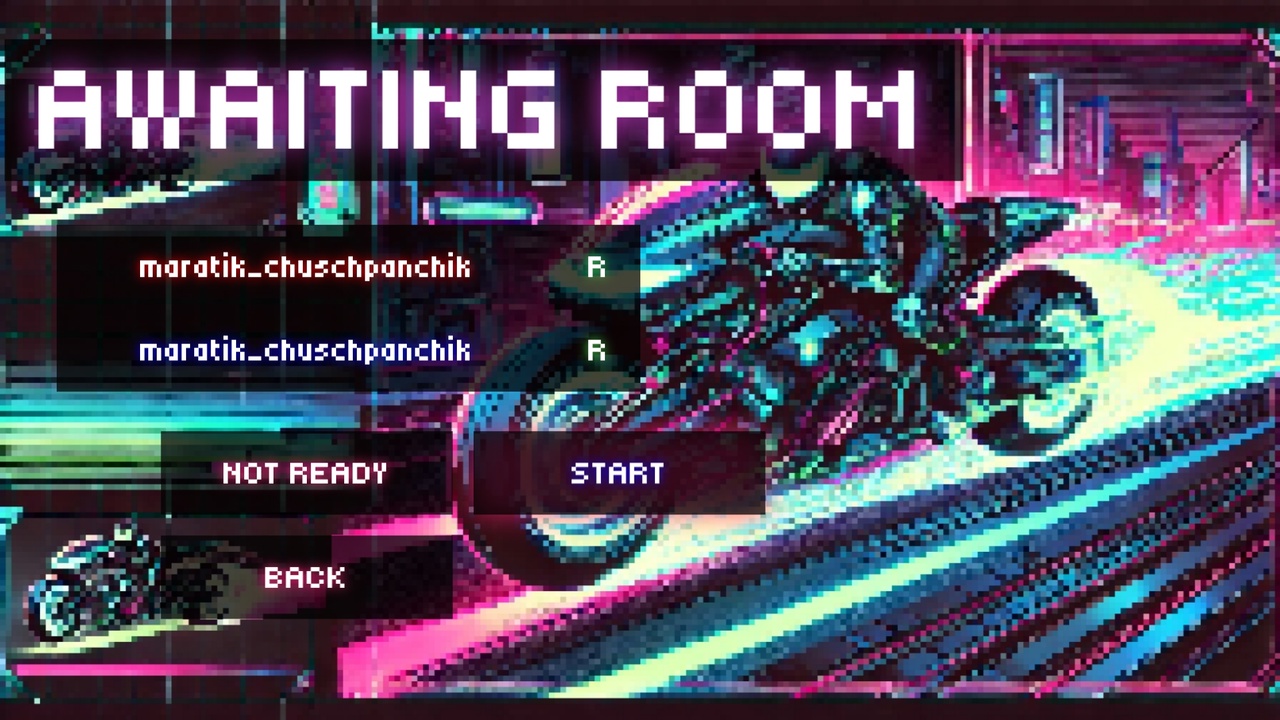 AWAITING ROOM
maratik_chuschpanchik R
maratik_chuschpanchik R
NOT READY START
BACK